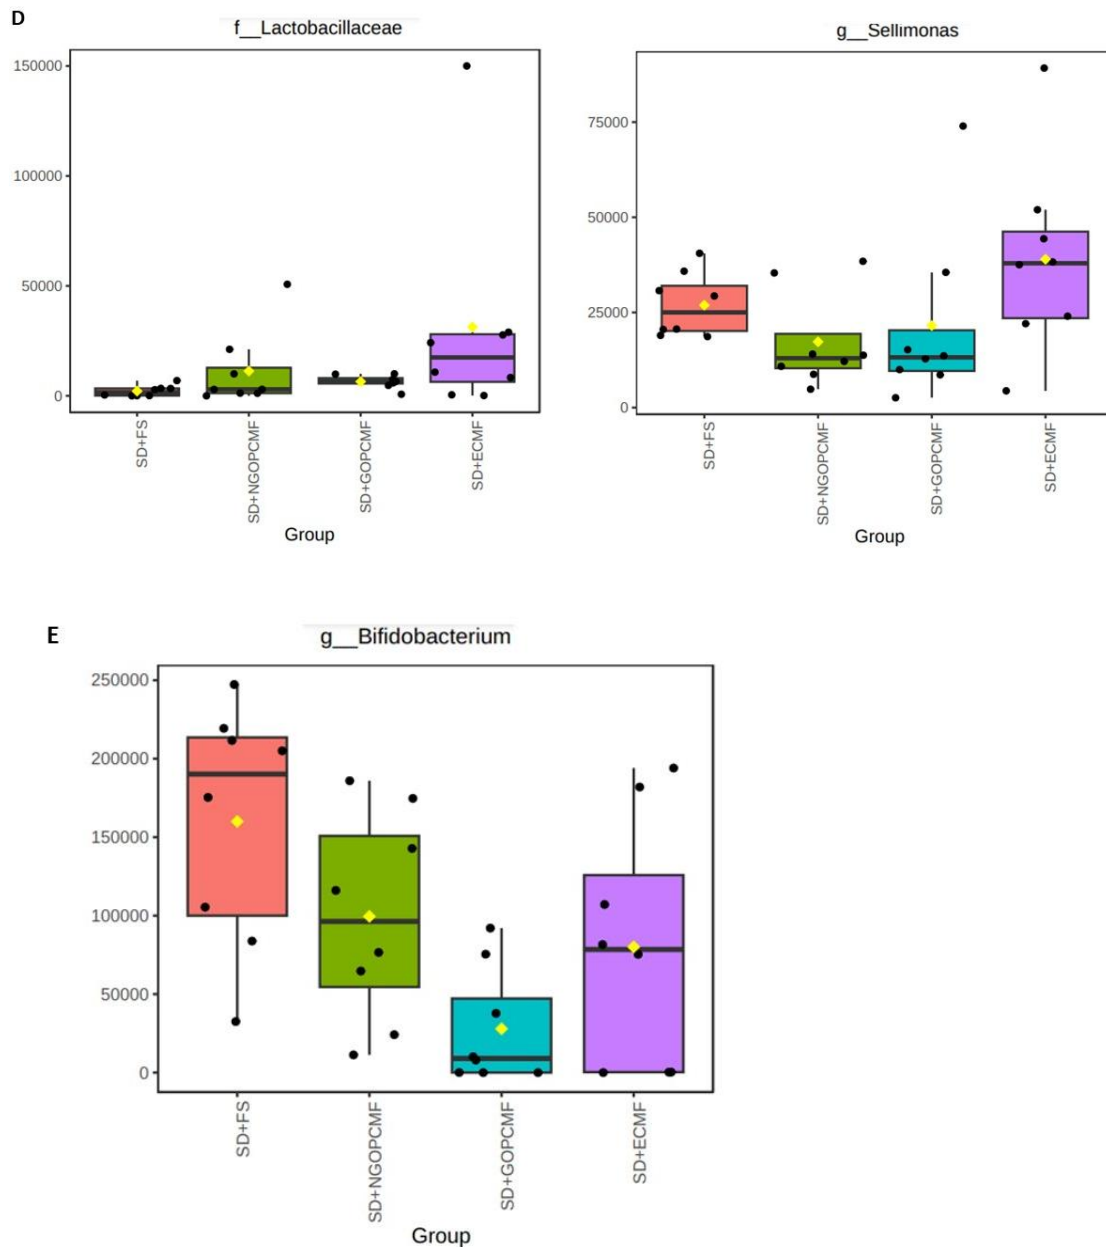 D
f__Lactobacillaceae
150000
100000
50000
0
SD+FS
SD+NGOPCMF
SD+GOPCMF
SD+ECMF
Group
g__Sellimonas
75000
50000
25000
0
SD+FS
SD+NGOPCMF
SD+GOPCMF
SD+ECMF
Group
E
g__Bifidobacterium
250000
200000
150000
100000
50000
0
SD+FS
SD+NGOPCMF
SD+GOPCMF
SD+ECMF
Group